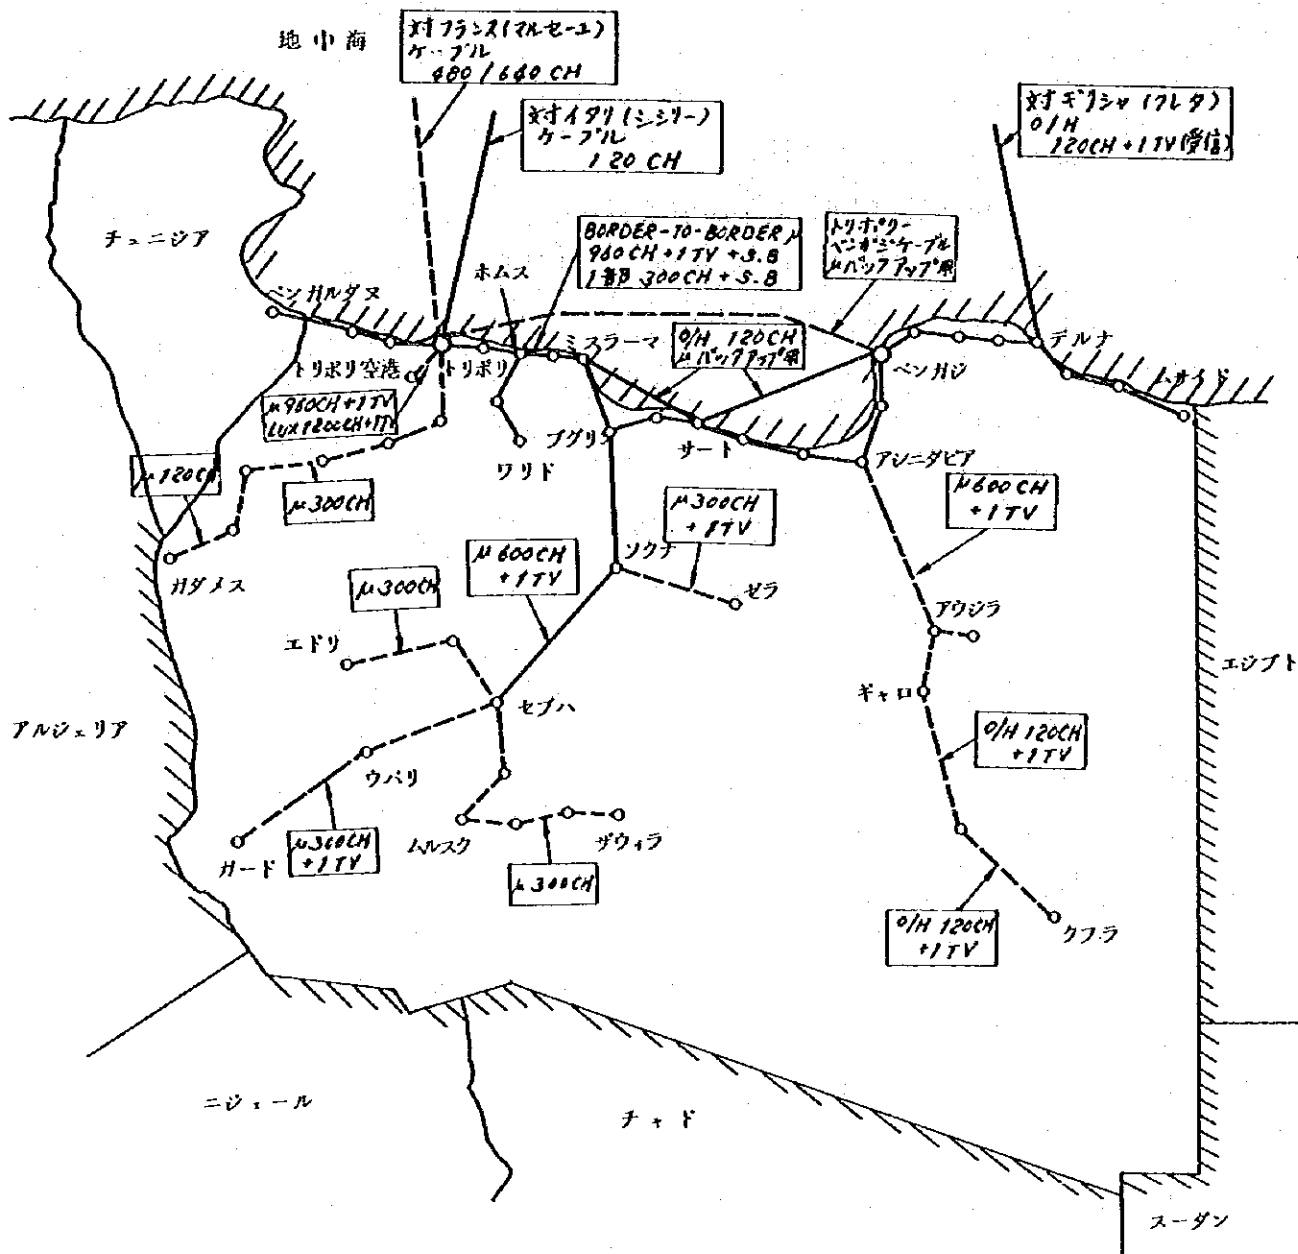 地中海
対フランス(マルセーユ)
ケーブル
480/640 CH
対イタリ(シシリー)
ケーブル
120 CH
対ギリシャ(クレタ)
O/H
120CH+1TV(受信)
チュニジア
BORDER-TO-BORDER μ
960 CH+1TV+S.B
1部 300CH+S.B
トリポリー
ベンガジケーブル
μバックアップ用
ホムス
ベンガルダヌ
O/H 120CH
μバックアップ用
ミスラーマ
デルナ
トリポリ空港
トリポリ
ベンガジ
ムサイド
μ960CH+1TV
1200CH+1TV
ブグリ
サート
アジェダビア
ワリド
μ120CH
μ300CH
μ300CH
+1TV
μ600CH
+1TV
μ600CH
+1TV
ソクナ
ガダメス
μ300CH
ゼラ
アウジラ
エドリ
エジプト
セブハ
ギャロ
アルジェリア
O/H 120CH
+1TV
ウバリ
ガード
μ300CH
+1TV
ムルスク
ザウィラ
μ300CH
O/H 120CH
+1TV
クフラ
ニジェール
チャド
スーダン